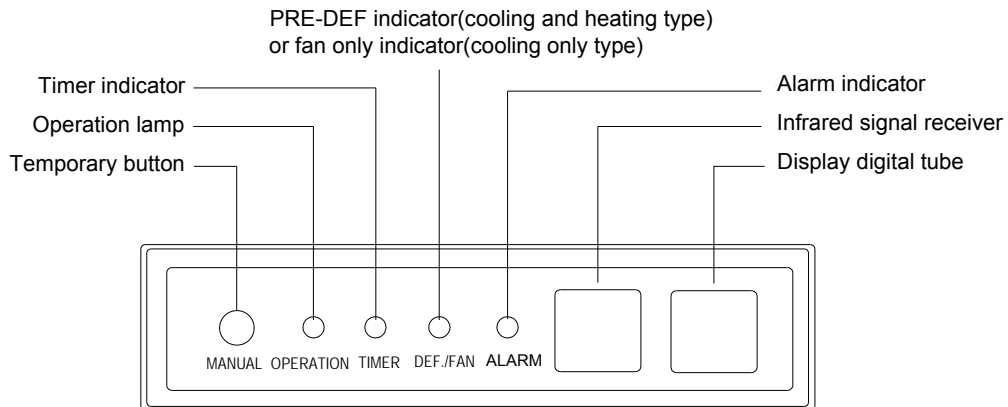 PRE-DEF indicator(cooling and heating type)
or fan only indicator(cooling only type)
Timer indicator
Alarm indicator
Operation lamp
Infrared signal receiver
Temporary button
Display digital tube
MANUAL OPERATION TIMER DEF./FAN ALARM